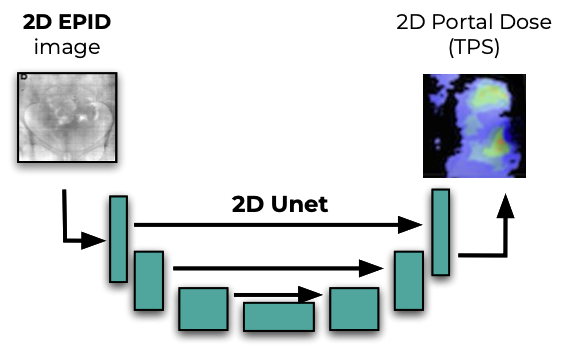 2D EPID
image
2D Portal Dose
(TPS)
2D Unet